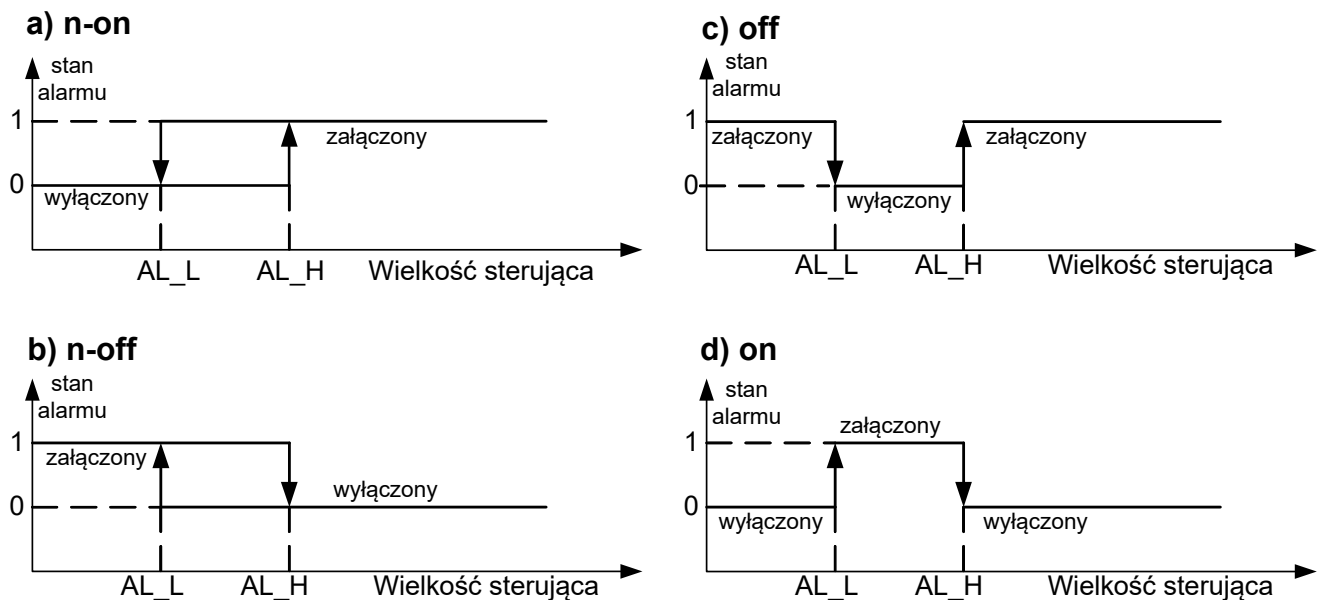 a) n-on
stan
alarmu
1
załączony
0
wyłączony
AL_L
AL_H
Wielkość sterująca
c) off
stan
alarmu
1
załączony
załączony
0
wyłączony
AL_L
AL_H
Wielkość sterująca
b) n-off
stan
alarmu
1
załączony
wyłączony
0
AL_L
AL_H
Wielkość sterująca
d) on
stan
alarmu
załączony
1
0
wyłączony
wyłączony
AL_L
AL_H
Wielkość sterująca